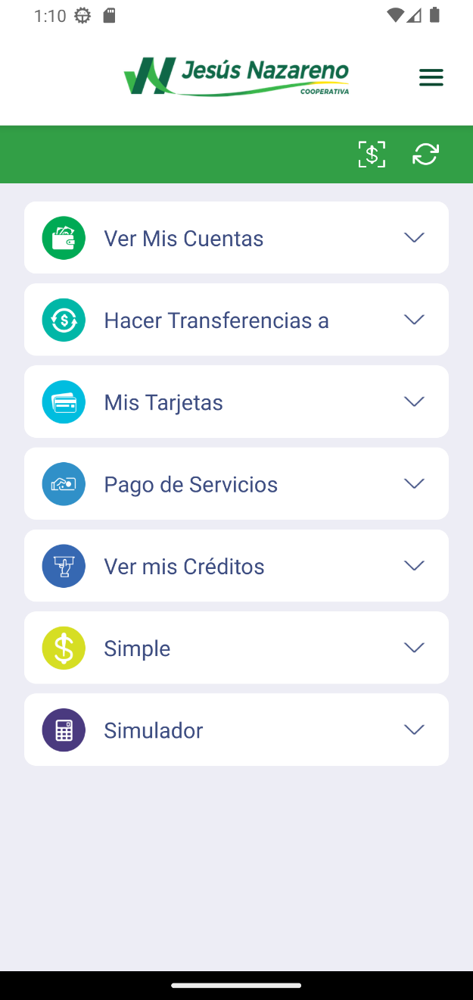 1:10
Jesús Nazareno
COOPERATIVA
$
Ver Mis Cuentas
$
Hacer Transferencias a
Mis Tarjetas
Pago de Servicios
Ver mis Créditos
$
Simple
Simulador